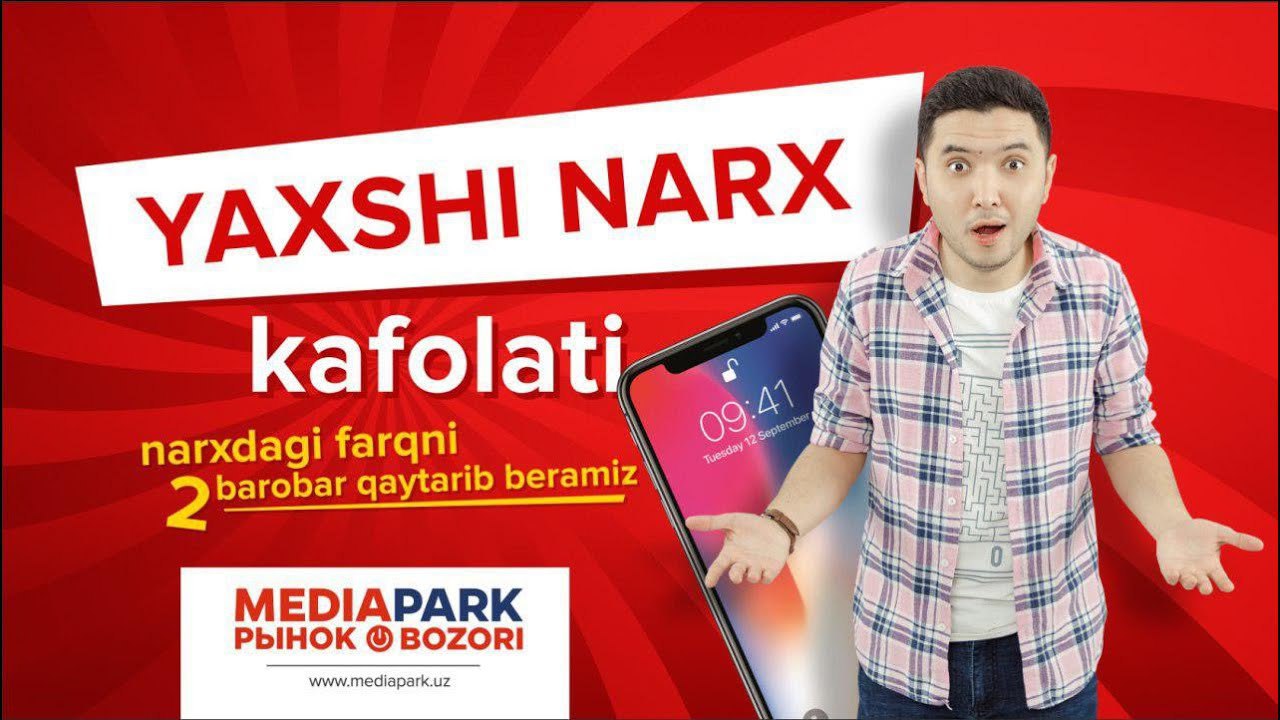 YAXSHI NARX
kafolati
narxdagi farqni
2 barobar qaytarib beramiz
09:41
Tuesday 12 September
MEDIAPARK
РЫНОК BOZORI
www.mediapark.uz
0